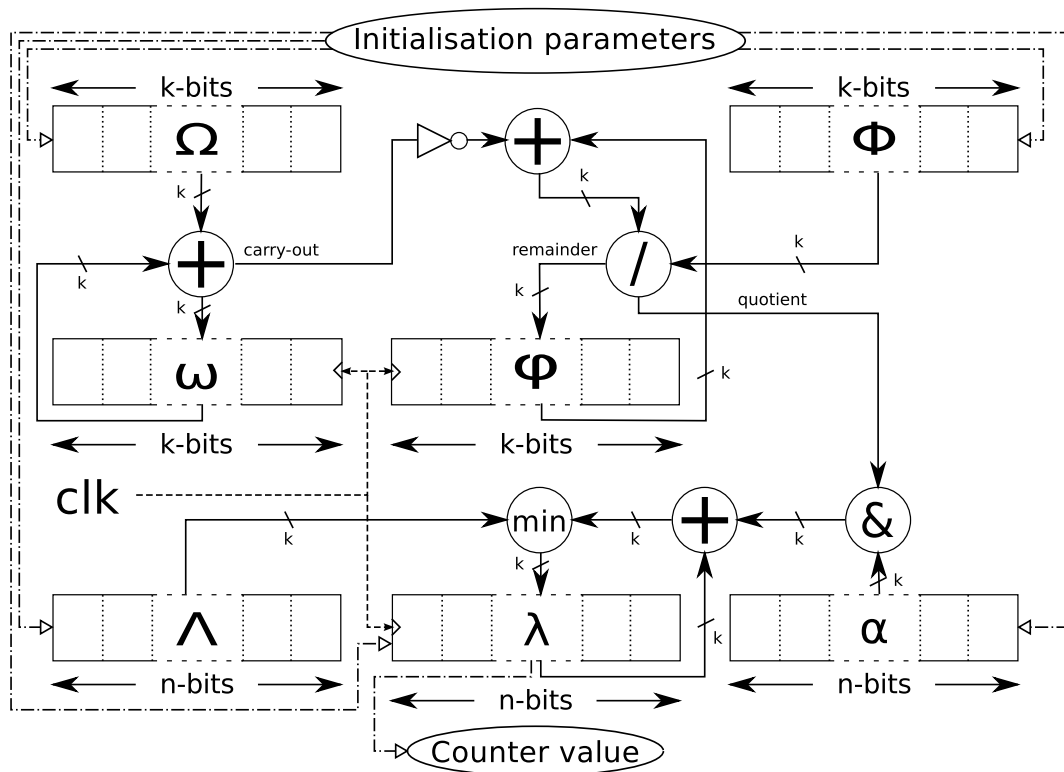 Initialisation parameters
k-bits
k-bits
Ω
+
Φ
k
k
carry-out
remainder
k
+
/
k
k
k
quotient
ω
φ
k
k-bits
k-bits
clk
min
+
&
k
k
k
k
k
Λ
λ
k
α
n-bits
n-bits
n-bits
Counter value